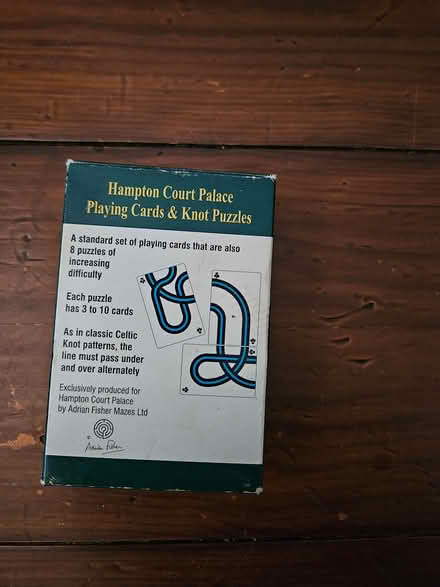 Hampton Court Palace
Playing Cards & Knot Puzzles
A standard set of playing cards that are also
8 puzzles of
increasing
difficulty
Each puzzle
has 3 to 10 cards
As in classic Celtic
Knot patterns, the
line must pass under
and over alternately
Exclusively produced for
Hampton Court Palace
by Adrian Fisher Mazes Ltd
Adrian Fisher